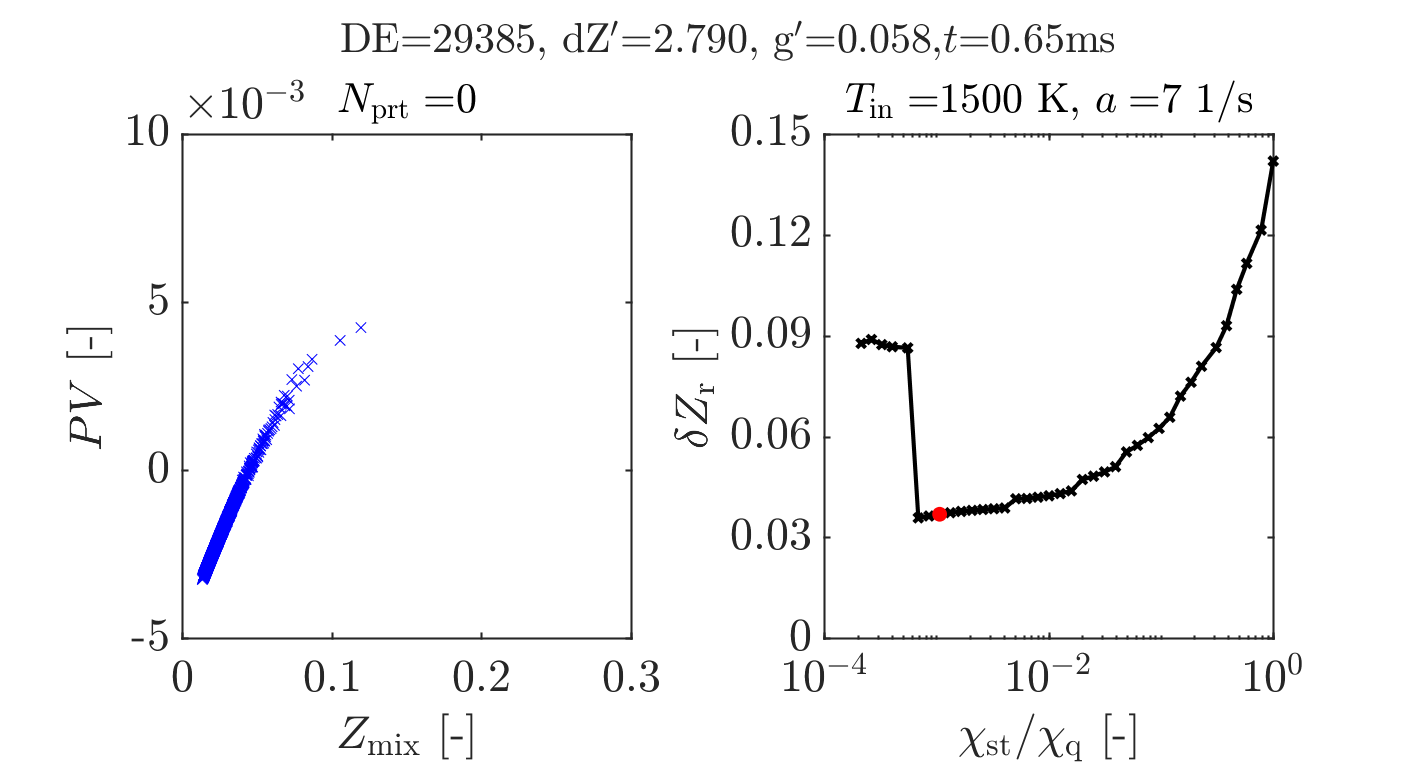 DE=29385, dZ′=2.790, g′=0.058,t=0.65ms
×10⁻³ N_prt =0
10
5
0
-5
PV [-]
0 0.1 0.2 0.3
Z_mix [-]
T_in =1500 K, a =7 1/s
0.15
0.12
0.09
0.06
0.03
0
δZ_r [-]
10⁻⁴ 10⁻² 10⁰
χ_st/χ_q [-]